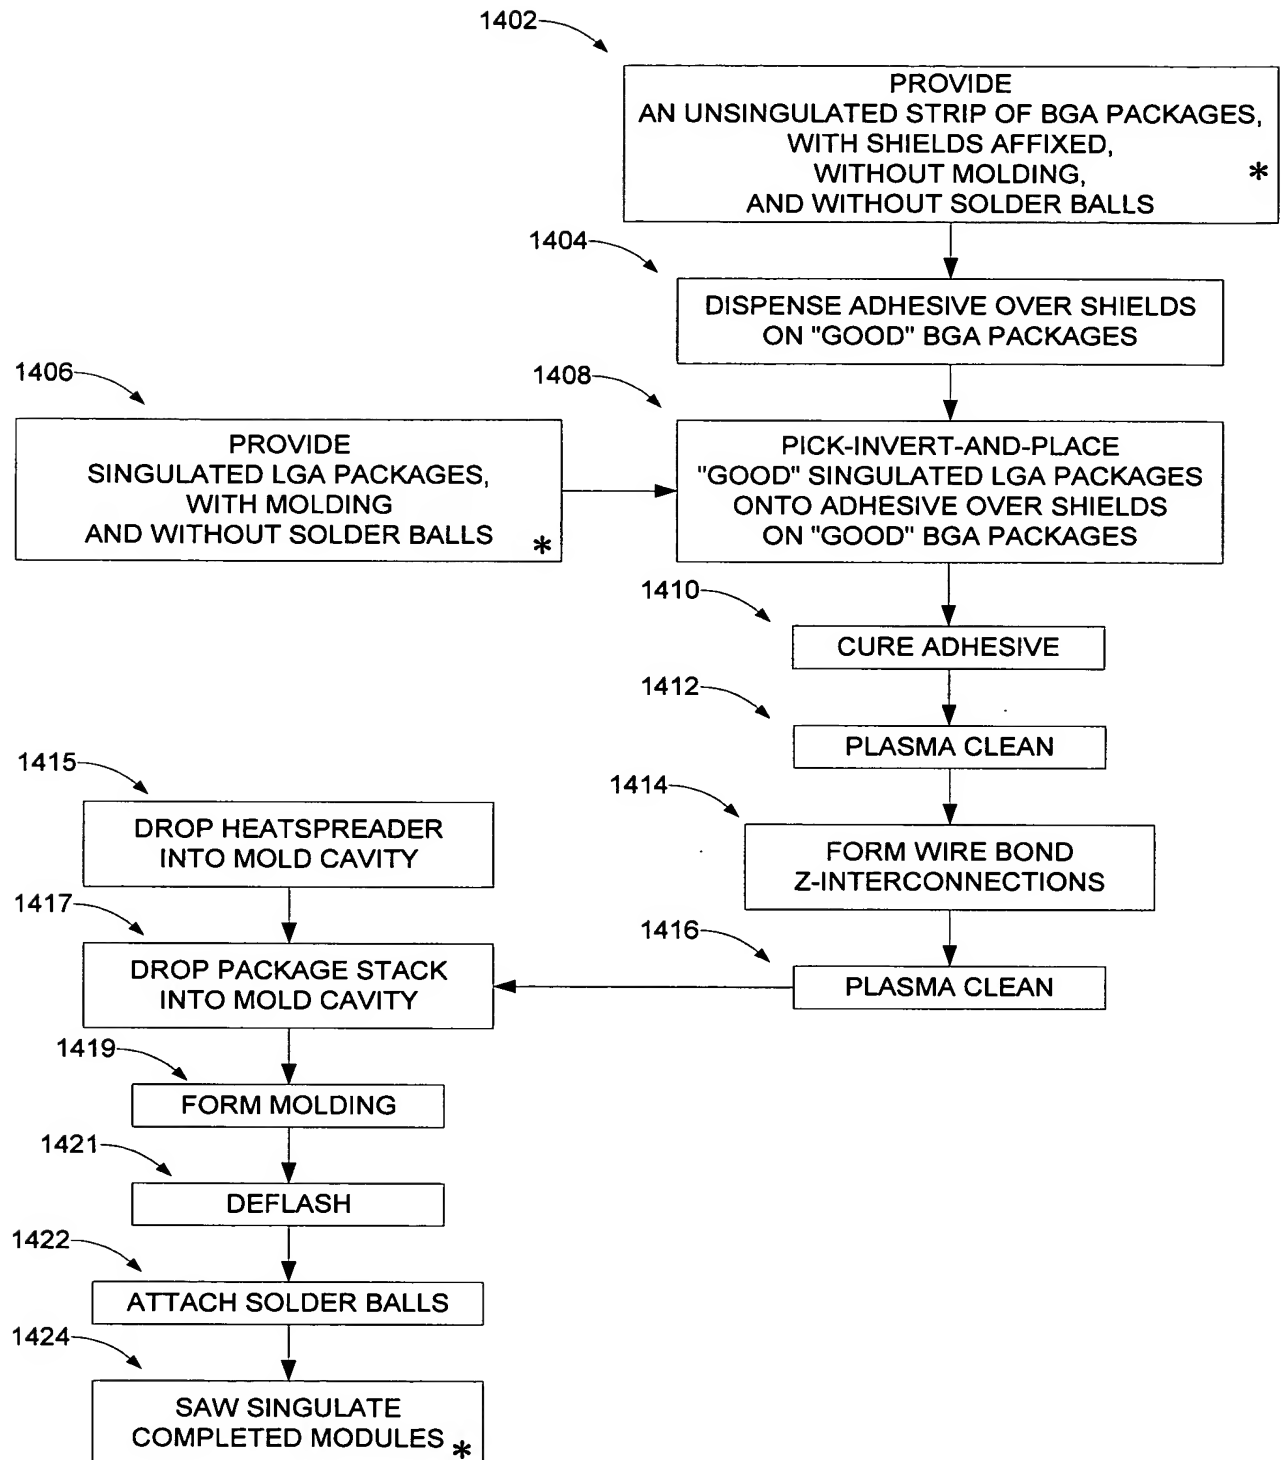 1402
PROVIDE
AN UNSINGULATED STRIP OF BGA PACKAGES,
WITH SHIELDS AFFIXED,
WITHOUT MOLDING,
AND WITHOUT SOLDER BALLS *
1404
DISPENSE ADHESIVE OVER SHIELDS
ON "GOOD" BGA PACKAGES
1406
PROVIDE
SINGULATED LGA PACKAGES,
WITH MOLDING
AND WITHOUT SOLDER BALLS *
1408
PICK-INVERT-AND-PLACE
"GOOD" SINGULATED LGA PACKAGES
ONTO ADHESIVE OVER SHIELDS
ON "GOOD" BGA PACKAGES
1410
CURE ADHESIVE
1412
PLASMA CLEAN
1414
FORM WIRE BOND
Z-INTERCONNECTIONS
1416
PLASMA CLEAN
1415
DROP HEATSPREADER
INTO MOLD CAVITY
1417
DROP PACKAGE STACK
INTO MOLD CAVITY
1419
FORM MOLDING
1421
DEFLASH
1422
ATTACH SOLDER BALLS
1424
SAW SINGULATE
COMPLETED MODULES *